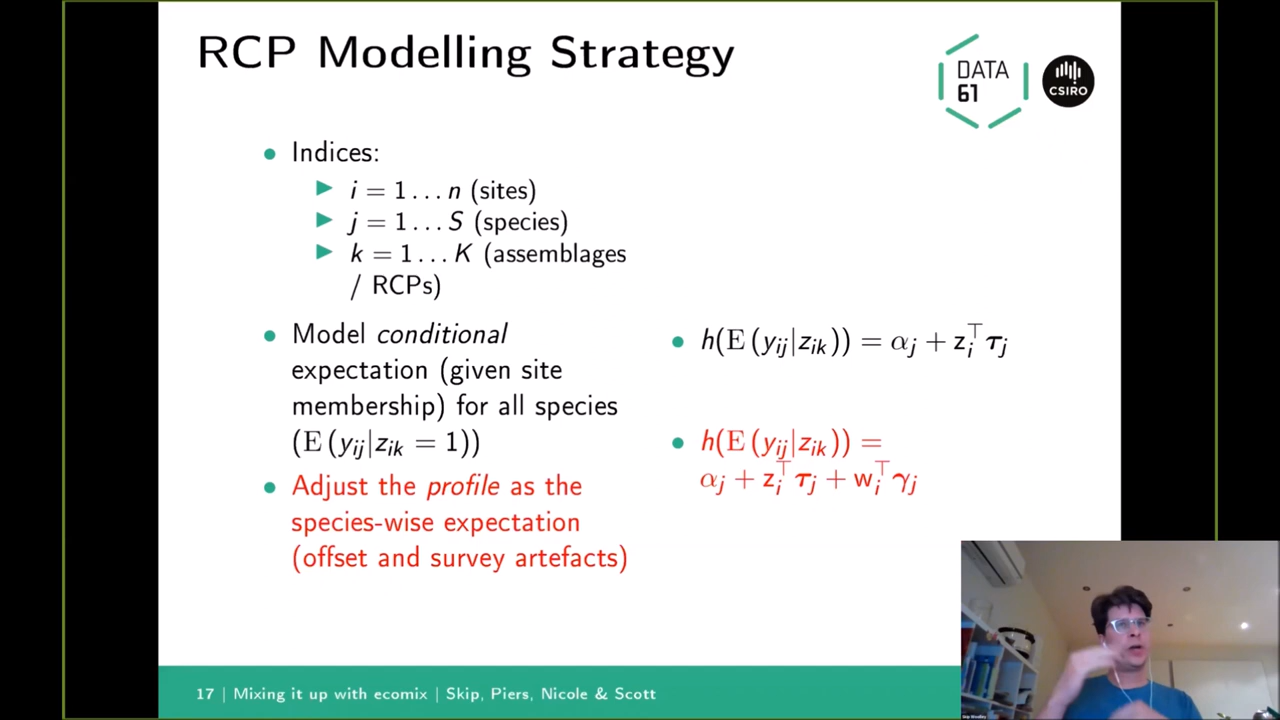 RCP Modelling Strategy
DATA
61
CSIRO
• Indices:
▶ i = 1 … n (sites)
▶ j = 1 … S (species)
▶ k = 1 … K (assemblages
/ RCPs)
• Model conditional
expectation (given site
membership) for all species
(E (y_ij|z_ik = 1))
• Adjust the profile as the
species-wise expectation
(offset and survey artefacts)
• h(E (y_ij|z_ik)) = α_j + z_i^⊤ τ_j
• h(E (y_ij|z_ik)) =
α_j + z_i^⊤ τ_j + w_i^⊤ γ_j
17 | Mixing it up with ecomix | Skip, Piers, Nicole & Scott